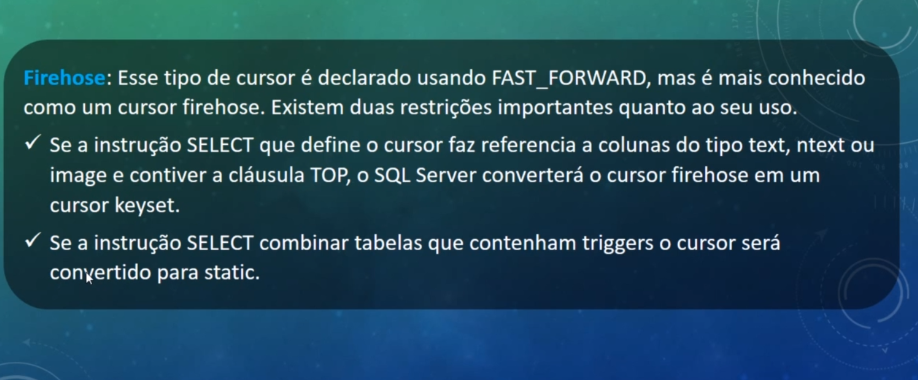 Firehose: Esse tipo de cursor é declarado usando FAST_FORWARD, mas é mais conhecido
como um cursor firehose. Existem duas restrições importantes quanto ao seu uso.
✓ Se a instrução SELECT que define o cursor faz referencia a colunas do tipo text, ntext ou
image e contiver a cláusula TOP, o SQL Server converterá o cursor firehose em um
cursor keyset.
✓ Se a instrução SELECT combinar tabelas que contenham triggers o cursor será
convertido para static.